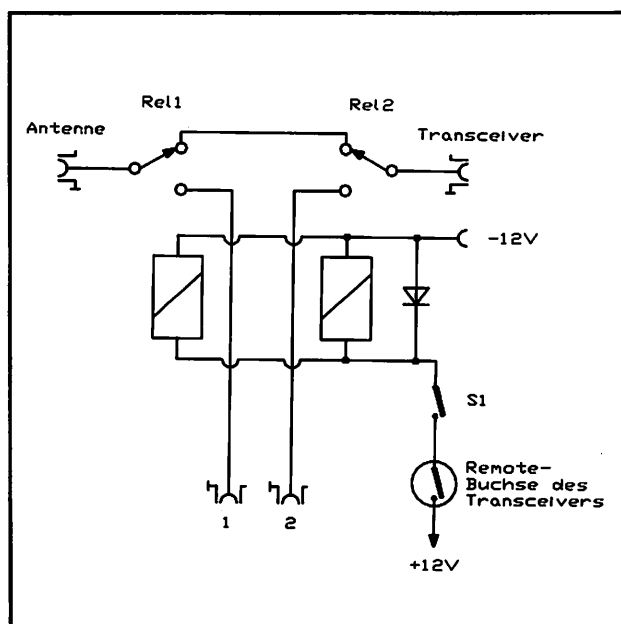 Rel1
Rel2
Antenne
Transceiver
-12V
S1
Remote-
Buchse des
Transceivers
1
2
+12V